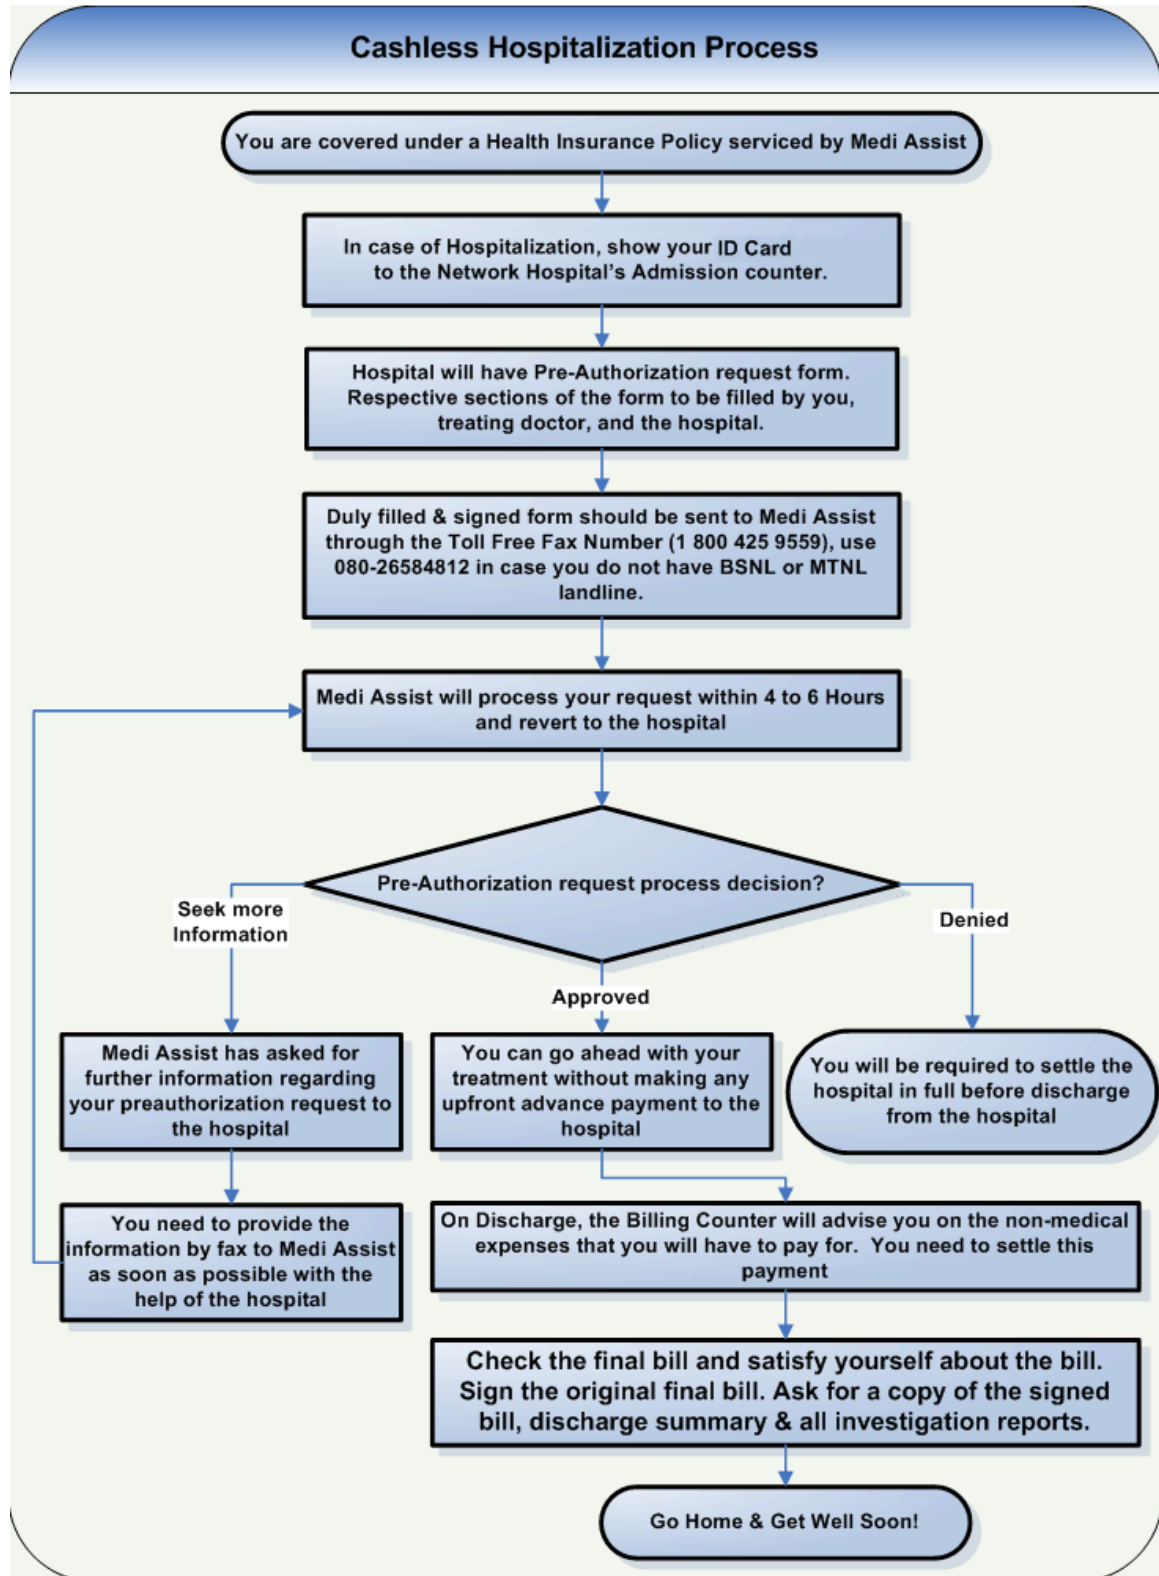 Cashless Hospitalization Process
You are covered under a Health Insurance Policy serviced by Medi Assist
In case of Hospitalization, show your ID Card
to the Network Hospital's Admission counter.
Hospital will have Pre-Authorization request form.
Respective sections of the form to be filled by you,
treating doctor, and the hospital.
Duly filled & signed form should be sent to Medi Assist
through the Toll Free Fax Number (1 800 425 9559), use
080-26584812 in case you do not have BSNL or MTNL
landline.
Medi Assist will process your request within 4 to 6 Hours
and revert to the hospital
Pre-Authorization request process decision?
Seek more
Information
Denied
Approved
Medi Assist has asked for
further information regarding
your preauthorization request to
the hospital
You can go ahead with your
treatment without making any
upfront advance payment to the
hospital
You will be required to settle the
hospital in full before discharge
from the hospital
You need to provide the
information by fax to Medi Assist
as soon as possible with the
help of the hospital
On Discharge, the Billing Counter will advise you on the non-medical
expenses that you will have to pay for.  You need to settle this
payment
Check the final bill and satisfy yourself about the bill.
Sign the original final bill. Ask for a copy of the signed
bill, discharge summary & all investigation reports.
Go Home & Get Well Soon!